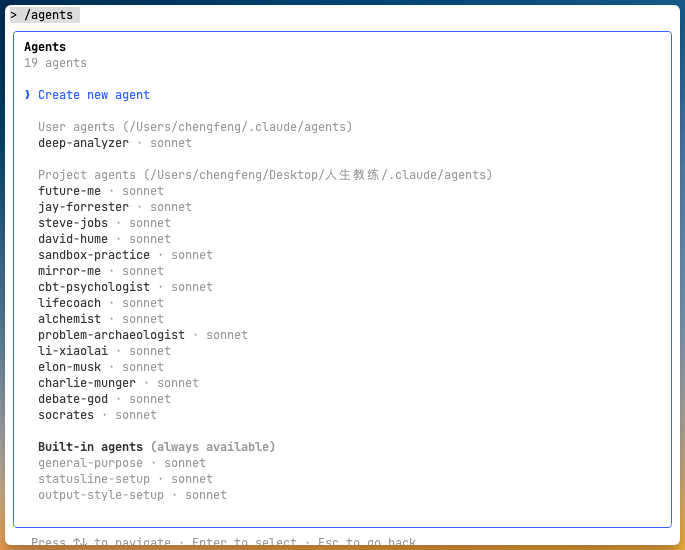 > /agents
Agents
19 agents
❯ Create new agent
User agents (/Users/chengfeng/.claude/agents)
deep-analyzer · sonnet
Project agents (/Users/chengfeng/Desktop/人生教练/.claude/agents)
future-me · sonnet
jay-forrester · sonnet
steve-jobs · sonnet
david-hume · sonnet
sandbox-practice · sonnet
mirror-me · sonnet
cbt-psychologist · sonnet
lifecoach · sonnet
alchemist · sonnet
problem-archaeologist · sonnet
li-xiaolai · sonnet
elon-musk · sonnet
charlie-munger · sonnet
debate-god · sonnet
socrates · sonnet
Built-in agents (always available)
general-purpose · sonnet
statusline-setup · sonnet
output-style-setup · sonnet
Press ↑↓ to navigate · Enter to select · Esc to go back